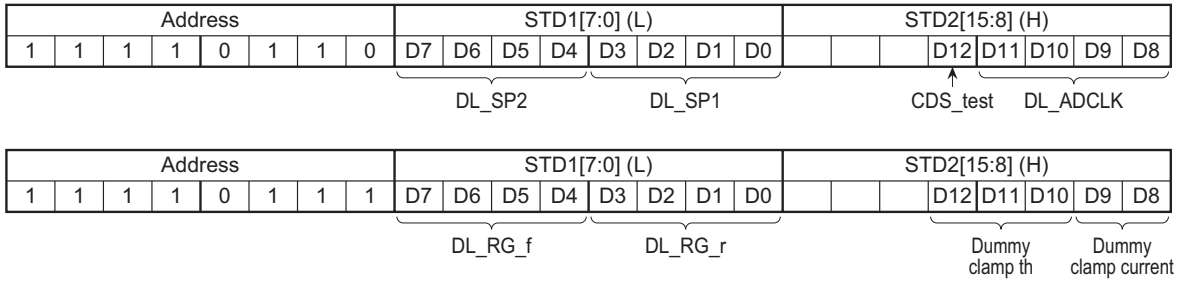 Address STD1[7:0] (L) STD2[15:8] (H)
1 1 1 1 0 1 1 0 D7 D6 D5 D4 D3 D2 D1 D0 D12 D11 D10 D9 D8
DL_SP2 DL_SP1 CDS_test DL_ADCLK
Address STD1[7:0] (L) STD2[15:8] (H)
1 1 1 1 0 1 1 1 D7 D6 D5 D4 D3 D2 D1 D0 D12 D11 D10 D9 D8
DL_RG_f DL_RG_r Dummy Dummy
clamp th clamp current